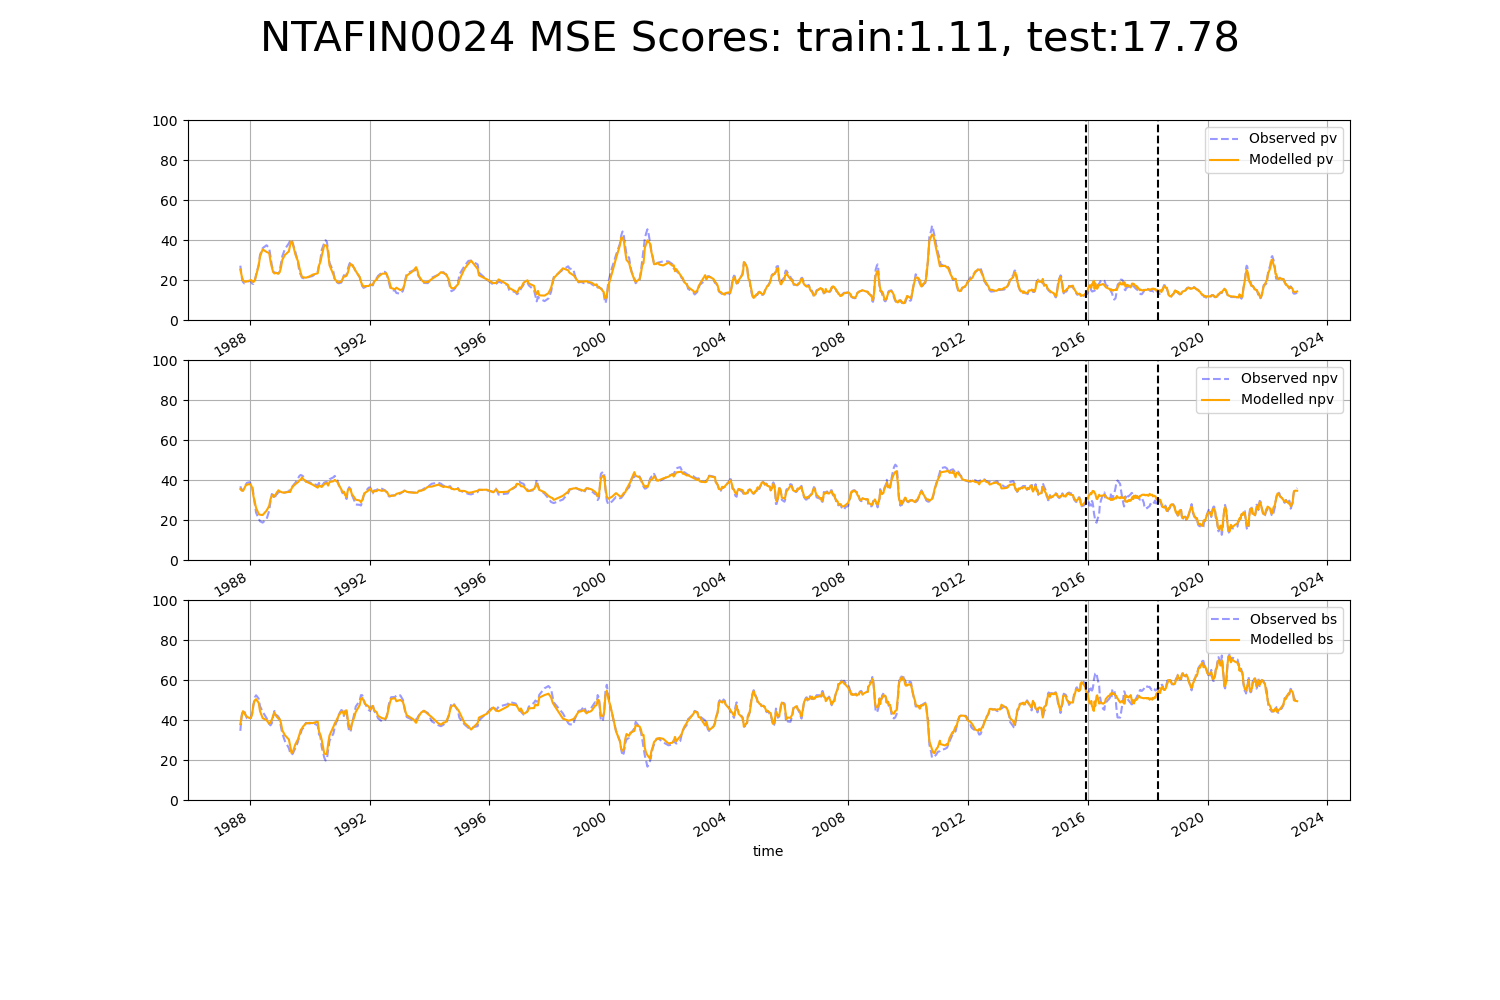 NTAFIN0024 MSE Scores: train:1.11, test:17.78
100
80
60
40
20
0
Observed pv
Modelled pv
1988 1992 1996 2000 2004 2008 2012 2016 2020 2024
100
80
60
40
20
0
Observed npv
Modelled npv
1988 1992 1996 2000 2004 2008 2012 2016 2020 2024
100
80
60
40
20
0
Observed bs
Modelled bs
1988 1992 1996 2000 2004 2008 2012 2016 2020 2024
time